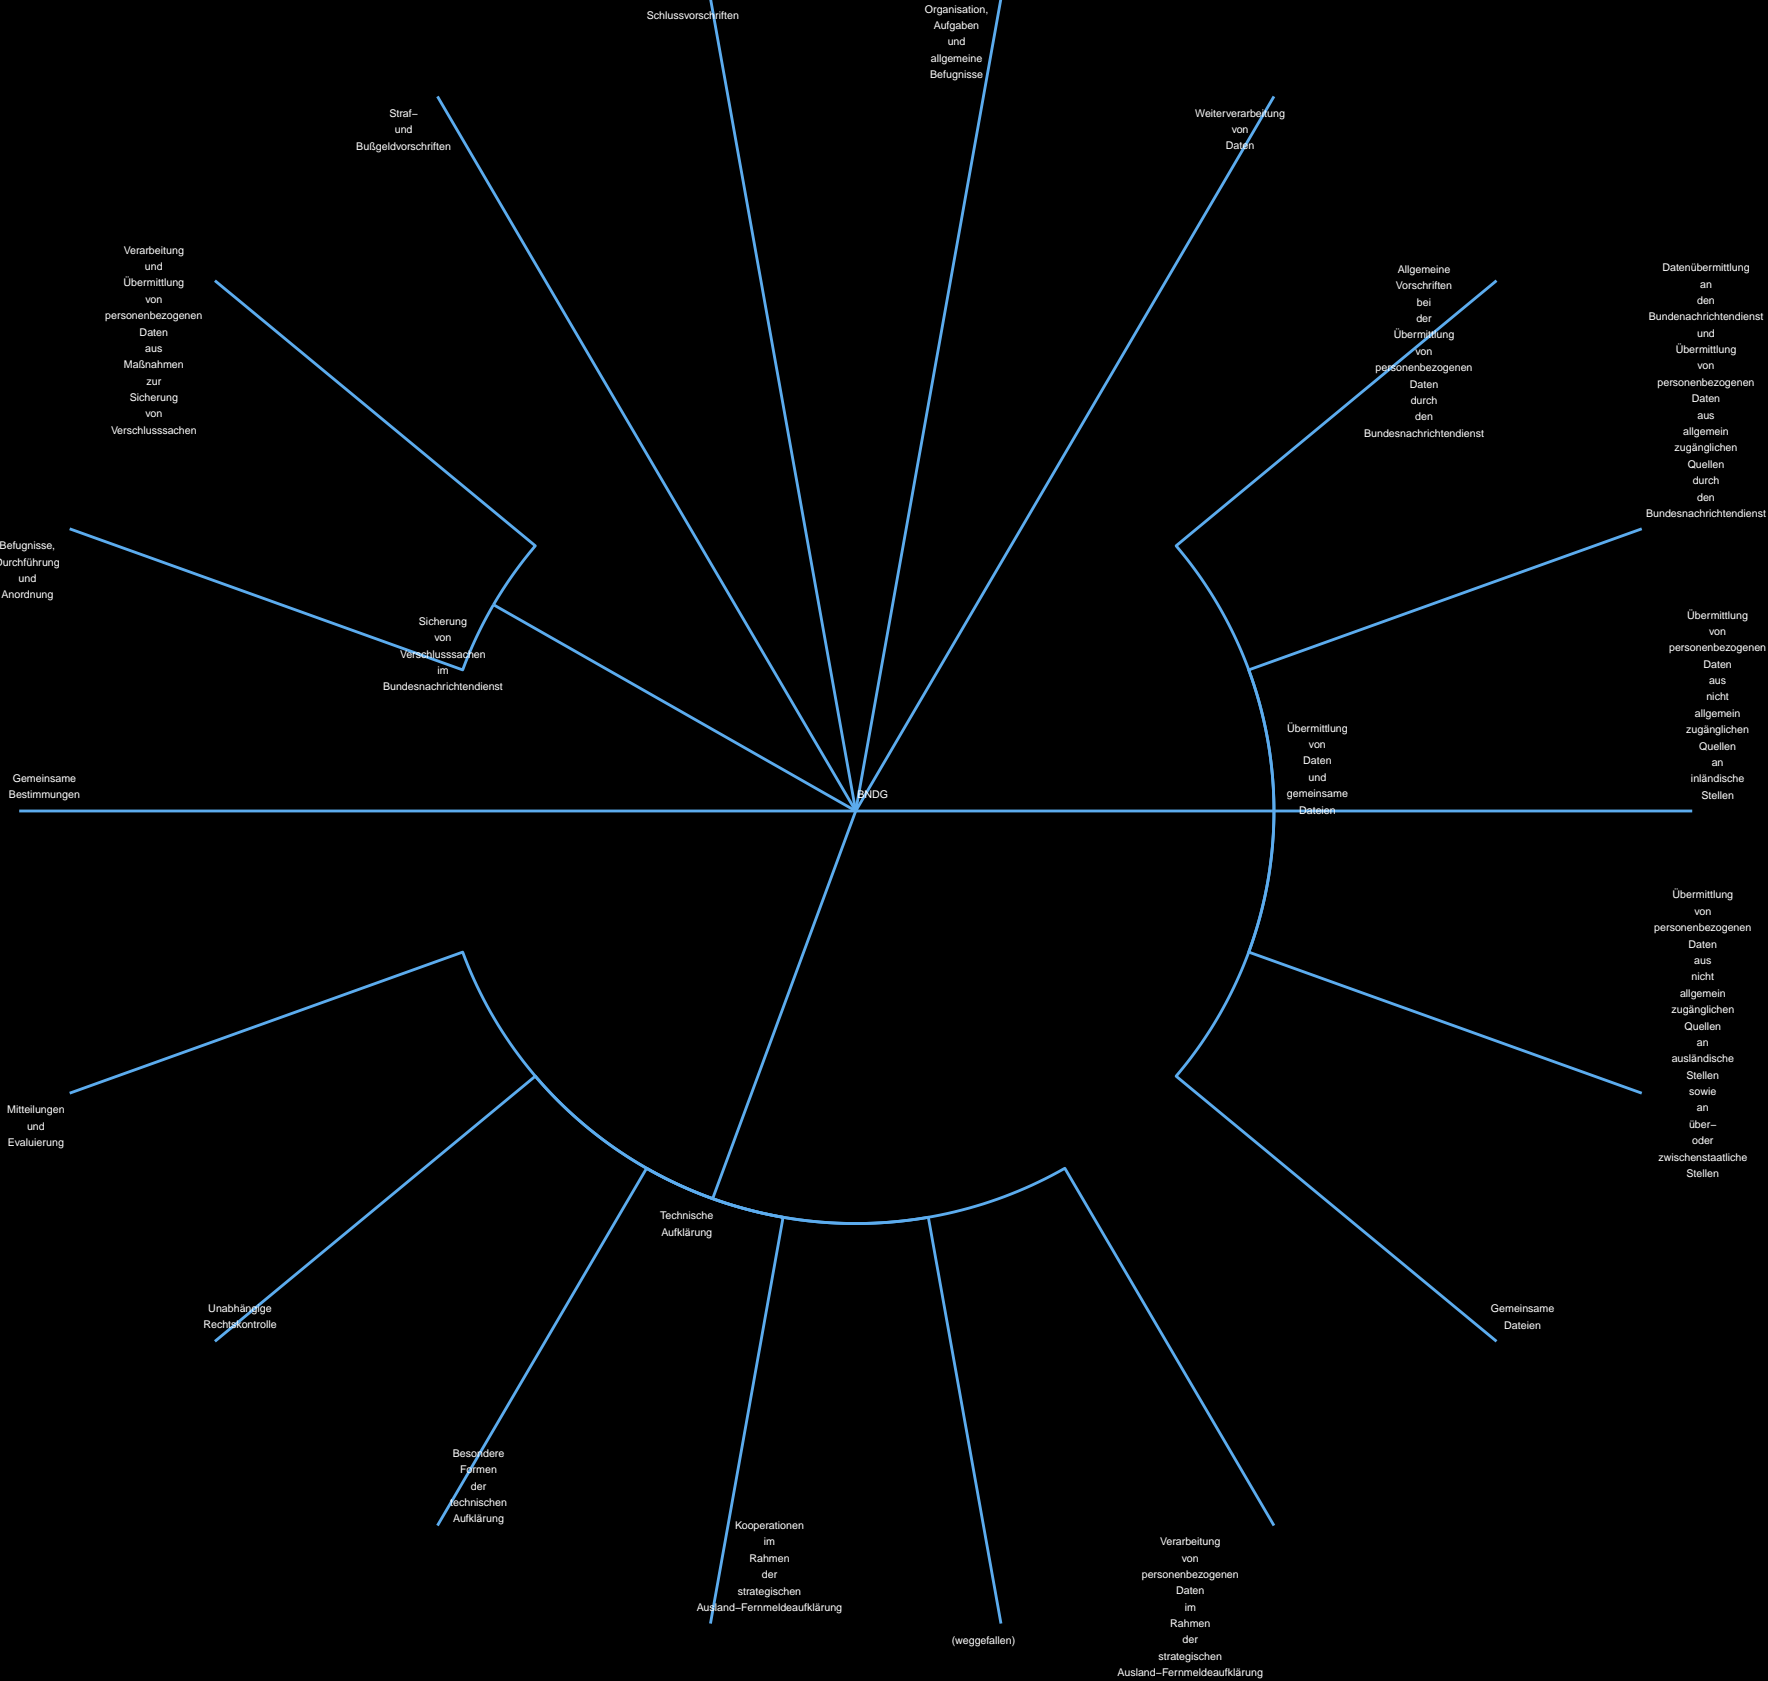 Schlussvorschriften
Organisation,
Aufgaben
und
allgemeine
Befugnisse
Straf–
und
Bußgeldvorschriften
Weiterverarbeitung
von
Daten
Verarbeitung
und
Übermittlung
von
personenbezogenen
Daten
aus
Maßnahmen
zur
Sicherung
von
Verschlusssachen
Allgemeine
Vorschriften
bei
der
Übermittlung
von
personenbezogenen
Daten
durch
den
Bundesnachrichtendienst
Datenübermittlung
an
den
Bundenachrichtendienst
und
Übermittlung
von
personenbezogenen
Daten
aus
allgemein
zugänglichen
Quellen
durch
den
Bundesnachrichtendienst
Befugnisse,
Durchführung
und
Anordnung
Sicherung
von
Verschlusssachen
im
Bundesnachrichtendienst
Übermittlung
von
personenbezogenen
Daten
aus
nicht
allgemein
zugänglichen
Quellen
an
inländische
Stellen
Übermittlung
von
Daten
und
gemeinsame
Dateien
Gemeinsame
Bestimmungen
BNDG
Übermittlung
von
personenbezogenen
Daten
aus
nicht
allgemein
zugänglichen
Quellen
an
ausländische
Stellen
sowie
an
über–
oder
zwischenstaatliche
Stellen
Mitteilungen
und
Evaluierung
Technische
Aufklärung
Unabhängige
Rechtskontrolle
Gemeinsame
Dateien
Besondere
Formen
der
technischen
Aufklärung
Kooperationen
im
Rahmen
der
strategischen
Ausland–Fernmeldeaufklärung
(weggefallen)
Verarbeitung
von
personenbezogenen
Daten
im
Rahmen
der
strategischen
Ausland–Fernmeldeaufklärung